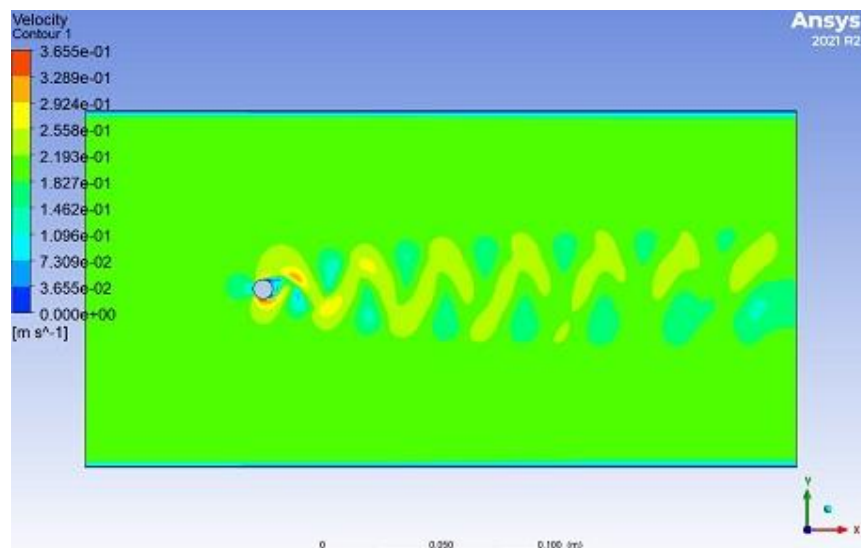 Velocity
Contour 1
3.655e-01
3.289e-01
2.924e-01
2.558e-01
2.193e-01
1.827e-01
1.462e-01
1.096e-01
7.309e-02
3.655e-02
0.000e+00
[m s^-1]
Ansys
2021 R2
Y
X
0 0.050 0.100 (m)